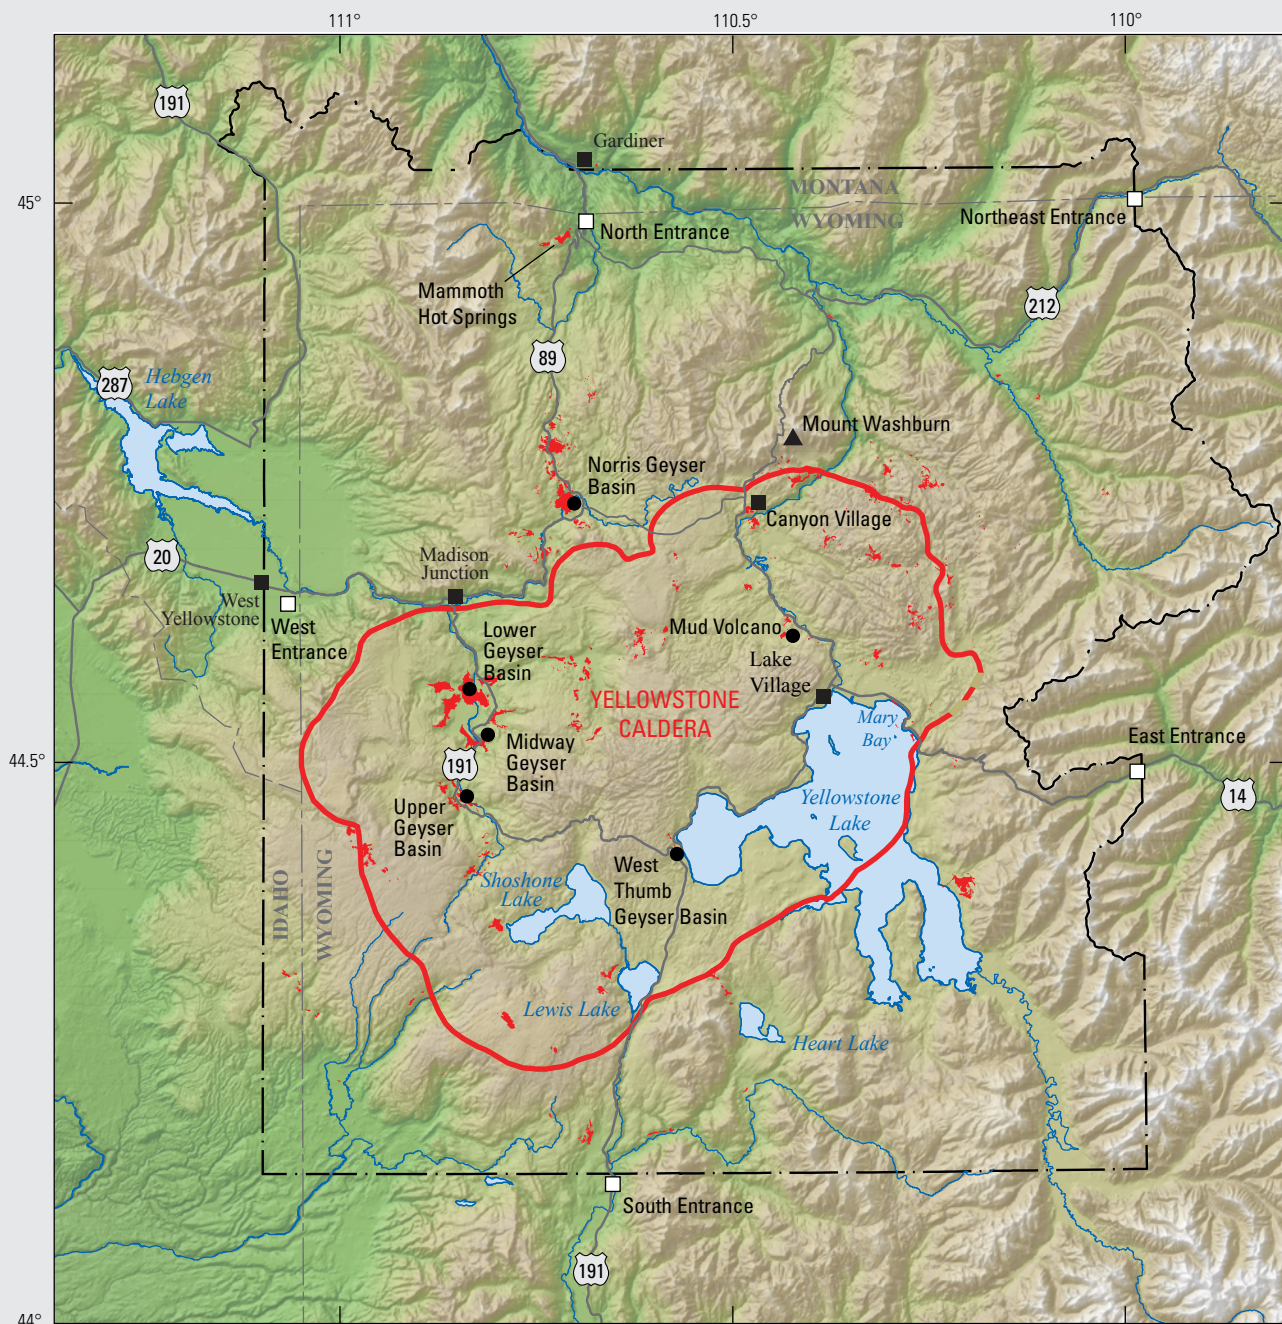 111°
110.5°
110°
191
Gardiner
45°
MONTANA
WYOMING
Northeast Entrance
North Entrance
Mammoth
Hot Springs
212
89
287
Hebgen
Lake
Mount Washburn
Norris Geyser
Basin
Canyon Village
20
Madison
Junction
West
Yellowstone
West
Entrance
Lower
Geyser
Basin
Mud Volcano
Lake
Village
YELLOWSTONE
CALDERA
Mary
Bay
East Entrance
Midway
Geyser
Basin
191
44.5°
14
Yellowstone
Lake
Upper
Geyser
Basin
West
Thumb
Geyser Basin
Shoshone
Lake
IDAHO
WYOMING
Lewis Lake
Heart Lake
South Entrance
191
44°